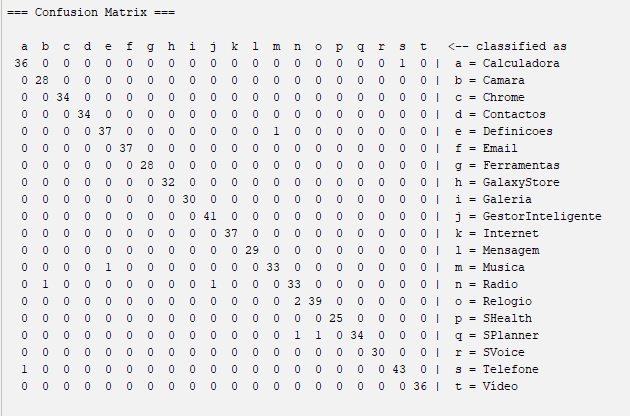 === Confusion Matrix ===
a b c d e f g h i j k l m n o p q r s t <-- classified as
36 0 0 0 0 0 0 0 0 0 0 0 0 0 0 0 0 0 1 0 | a = Calculadora
0 28 0 0 0 0 0 0 0 0 0 0 0 0 0 0 0 0 0 0 | b = Camara
0 0 34 0 0 0 0 0 0 0 0 0 0 0 0 0 0 0 0 0 | c = Chrome
0 0 0 34 0 0 0 0 0 0 0 0 0 0 0 0 0 0 0 0 | d = Contactos
0 0 0 0 37 0 0 0 0 0 0 0 1 0 0 0 0 0 0 0 | e = Definicoes
0 0 0 0 0 37 0 0 0 0 0 0 0 0 0 0 0 0 0 0 | f = Email
0 0 0 0 0 0 28 0 0 0 0 0 0 0 0 0 0 0 0 0 | g = Ferramentas
0 0 0 0 0 0 0 32 0 0 0 0 0 0 0 0 0 0 0 0 | h = GalaxyStore
0 0 0 0 0 0 0 0 30 0 0 0 0 0 0 0 0 0 0 0 | i = Galeria
0 0 0 0 0 0 0 0 0 41 0 0 0 0 0 0 0 0 0 0 | j = GestorInteligente
0 0 0 0 0 0 0 0 0 0 37 0 0 0 0 0 0 0 0 0 | k = Internet
0 0 0 0 0 0 0 0 0 0 0 29 0 0 0 0 0 0 0 0 | l = Mensagem
0 0 0 0 1 0 0 0 0 0 0 0 33 0 0 0 0 0 0 0 | m = Musica
0 1 0 0 0 0 0 0 0 1 0 0 0 33 0 0 0 0 0 0 | n = Radio
0 0 0 0 0 0 0 0 0 0 0 0 0 2 39 0 0 0 0 0 | o = Relogio
0 0 0 0 0 0 0 0 0 0 0 0 0 0 0 25 0 0 0 0 | p = SHealth
0 0 0 0 0 0 0 0 0 0 0 0 0 1 1 0 34 0 0 0 | q = SPlanner
0 0 0 0 0 0 0 0 0 0 0 0 0 0 0 0 0 30 0 0 | r = SVoice
1 0 0 0 0 0 0 0 0 0 0 0 0 0 0 0 0 0 43 0 | s = Telefone
0 0 0 0 0 0 0 0 0 0 0 0 0 0 0 0 0 0 0 36 | t = Vídeo